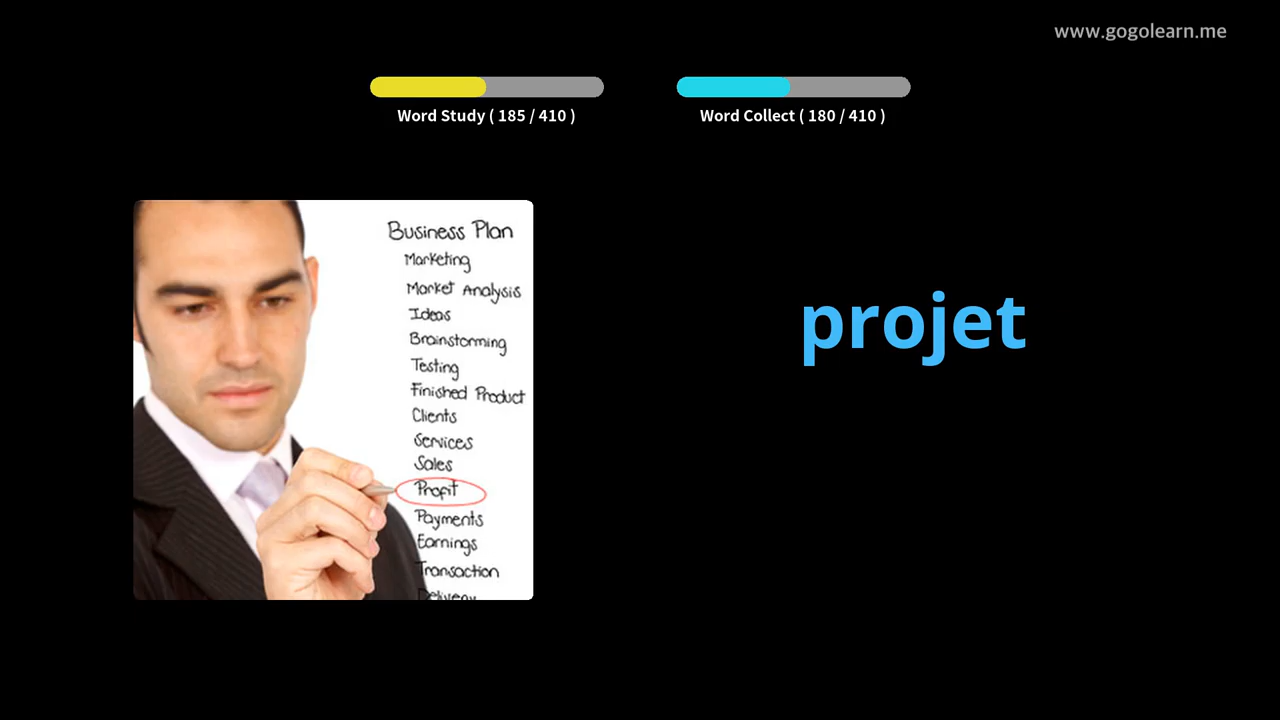 www.gogolearn.me
Word Study ( 185 / 410 )
Word Collect ( 180 / 410 )
Business Plan
Marketing
Market Analysis
Ideas
Brainstorming
Testing
Finished Product
Clients
Services
Sales
Profit
Payments
Earnings
Transaction
Delivery
projet